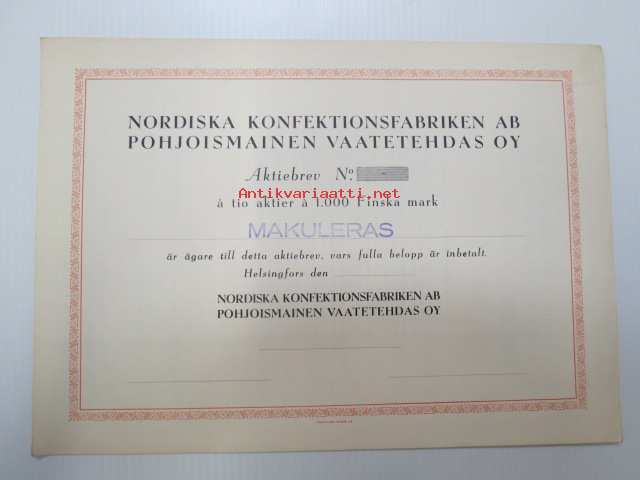 NORDISKA KONFEKTIONSFABRIKEN AB
POHJOISMAINEN VAATETEHDAS OY
Aktiebrev Nº
Antikvariaatti.net
à tio aktier à 1.000 Finska mark
MAKULERAS
är ägare till detta aktiebrev, vars fulla belopp är inbetalt.
Helsingfors den
NORDISKA KONFEKTIONSFABRIKEN AB
POHJOISMAINEN VAATETEHDAS OY